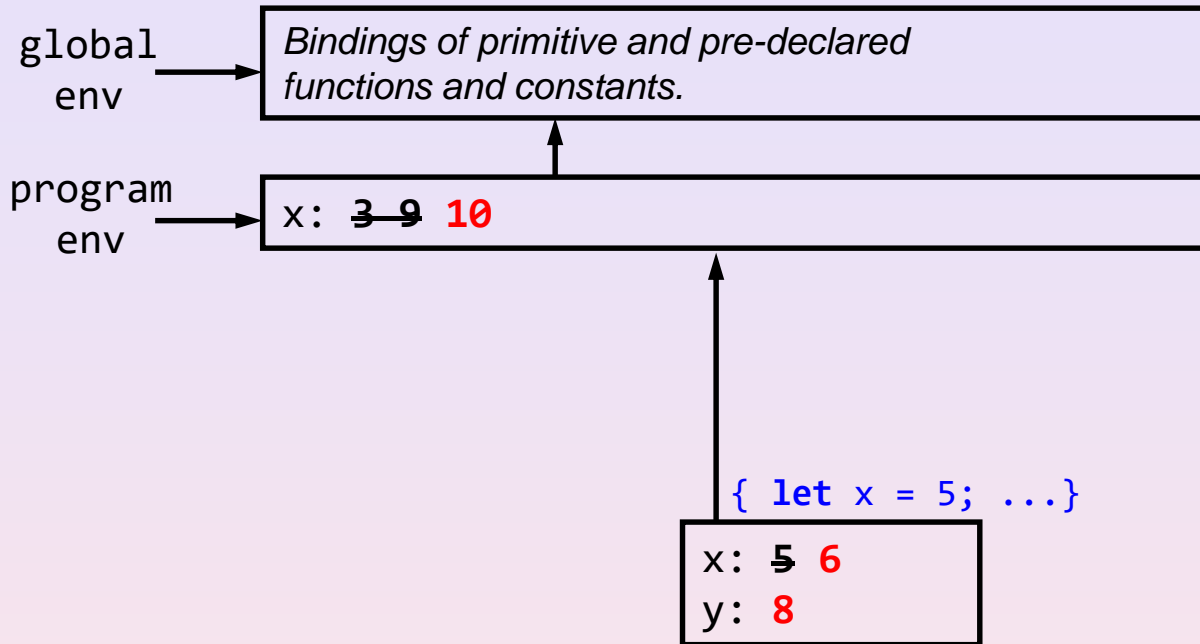 global
env
Bindings of primitive and pre-declared
functions and constants.
program
env
x: 3 9 10
{ let x = 5; ...}
x: 5 6
y: 8